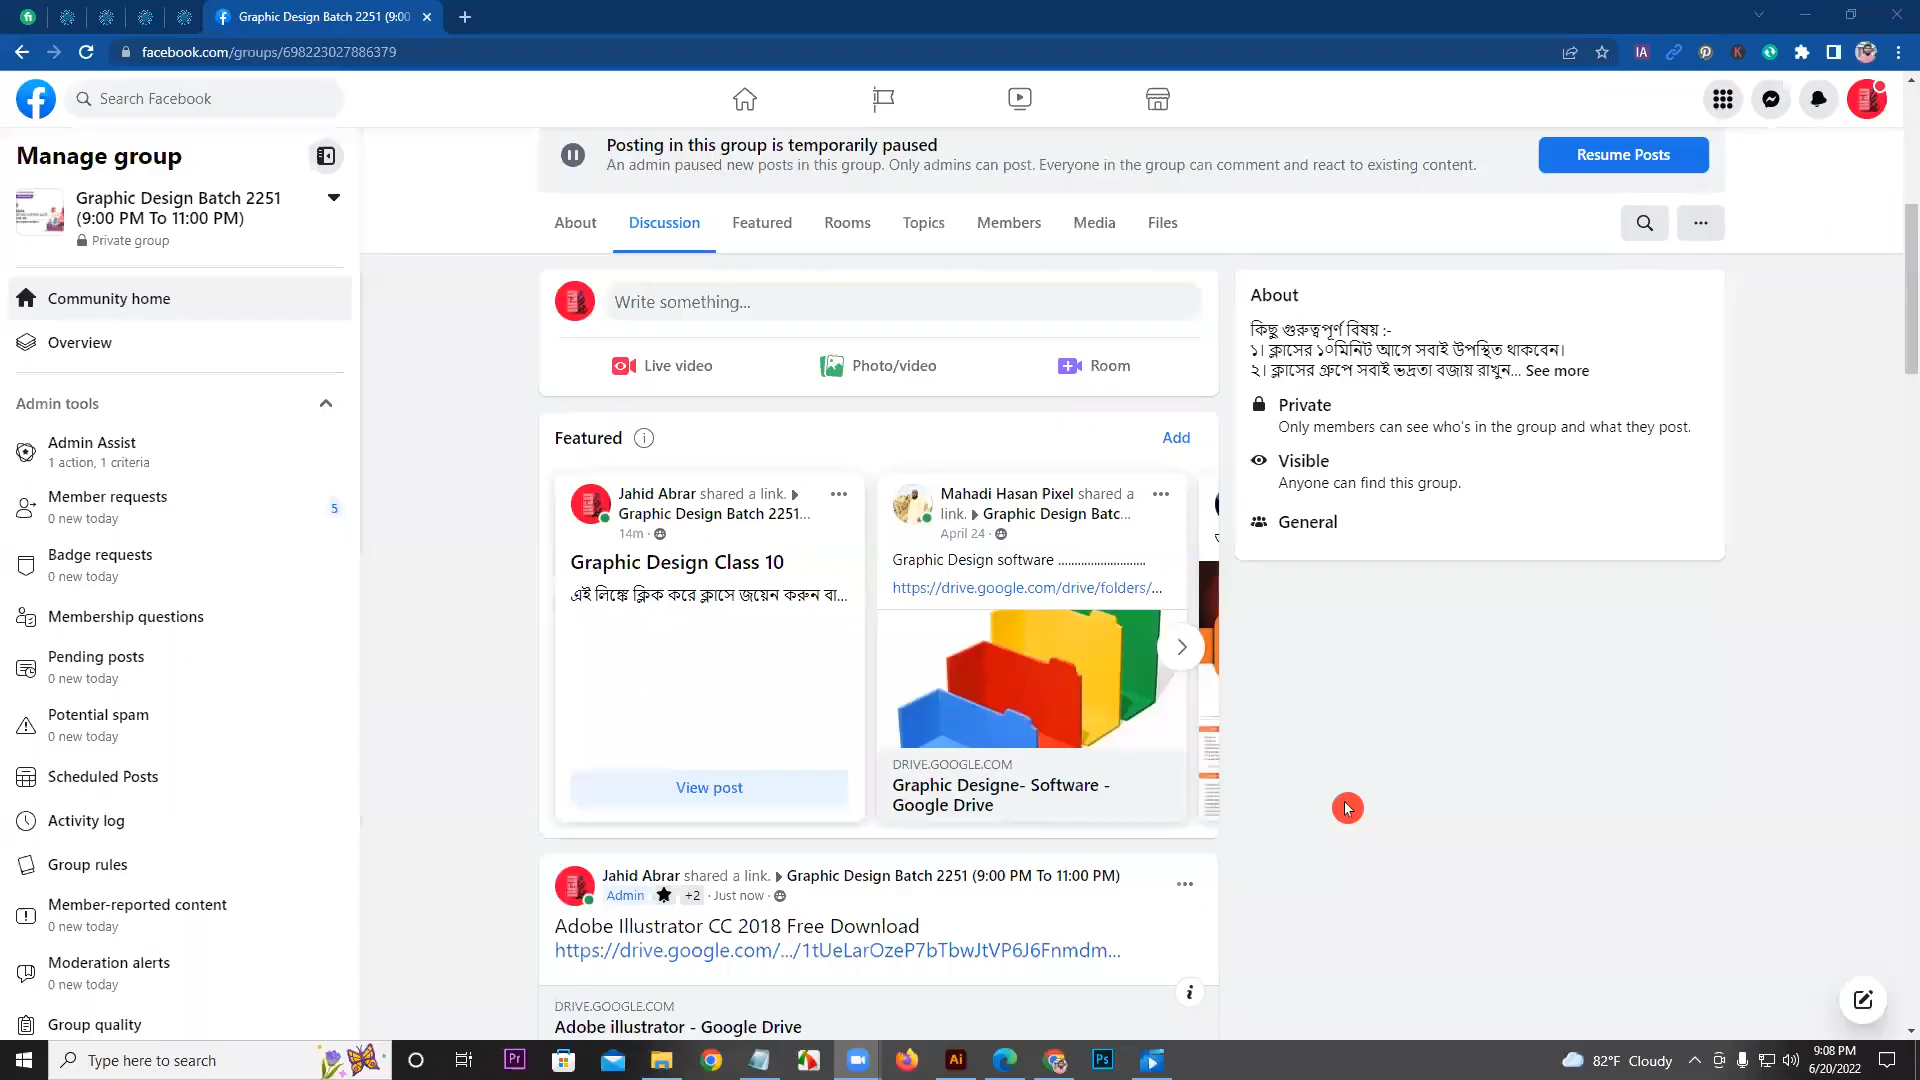 Graphic Design Batch 2251 (9:00
facebook.com/groups/698223027886379
Search Facebook
Manage group
Graphic Design Batch 2251
(9:00 PM To 11:00 PM)
Private group
Community home
Overview
Admin tools
Admin Assist
1 action, 1 criteria
Member requests
0 new today
5
Badge requests
0 new today
Membership questions
Pending posts
0 new today
Potential spam
0 new today
Scheduled Posts
Activity log
Group rules
Member-reported content
0 new today
Moderation alerts
0 new today
Group quality
Posting in this group is temporarily paused
An admin paused new posts in this group. Only admins can post. Everyone in the group can comment and react to existing content.
Resume Posts
About Discussion Featured Rooms Topics Members Media Files
Write something...
Live video Photo/video Room
Featured
Add
Jahid Abrar shared a link.
Graphic Design Batch 2251...
14m
Graphic Design Class 10
এই লিঙ্কে ক্লিক করে ক্লাসে জয়েন করুন বা...
View post
Mahadi Hasan Pixel shared a
link. Graphic Design Batc...
April 24
Graphic Design software ...........................
https://drive.google.com/drive/folders/...
DRIVE.GOOGLE.COM
Graphic Designe- Software -
Google Drive
Jahid Abrar shared a link. Graphic Design Batch 2251 (9:00 PM To 11:00 PM)
Admin +2 · Just now ·
Adobe Illustrator CC 2018 Free Download
https://drive.google.com/.../1tUeLarOzeP7bTbwJtVP6J6Fnmdm...
DRIVE.GOOGLE.COM
Adobe illustrator - Google Drive
About
কিছু গুরুত্বপূর্ণ বিষয় :-
১। ক্লাসের ১০মিনিট আগে সবাই উপস্থিত থাকবেন।
২। ক্লাসের গ্রুপে সবাই ভদ্রতা বজায় রাখুন... See more
Private
Only members can see who's in the group and what they post.
Visible
Anyone can find this group.
General
Type here to search
82°F Cloudy
9:08 PM
6/20/2022